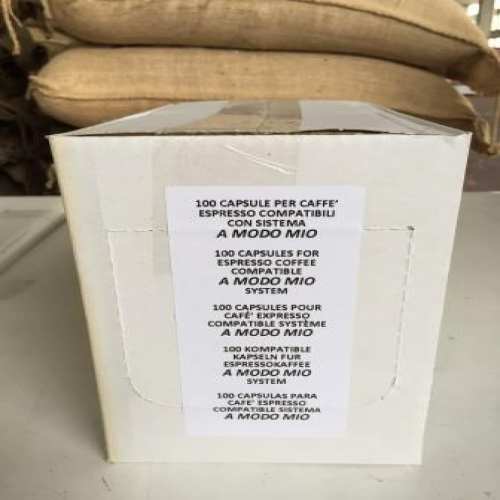 100 CAPSULE PER CAFFE'
ESPRESSO COMPATIBILI
CON SISTEMA
A MODO MIO
100 CAPSULES FOR
ESPRESSO COFFEE
COMPATIBLE
A MODO MIO
SYSTEM
100 CAPSULES POUR
CAFÉ' EXPRESSO
COMPATIBLE SYSTÈME
A MODO MIO
100 KOMPATIBLE
KAPSELN FUR
ESPRESSOKAFFEE
A MODO MIO
SYSTEM
100 CAPSULAS PARA
CAFE' ESPRESSO
COMPATIBLE SISTEMA
A MODO MIO